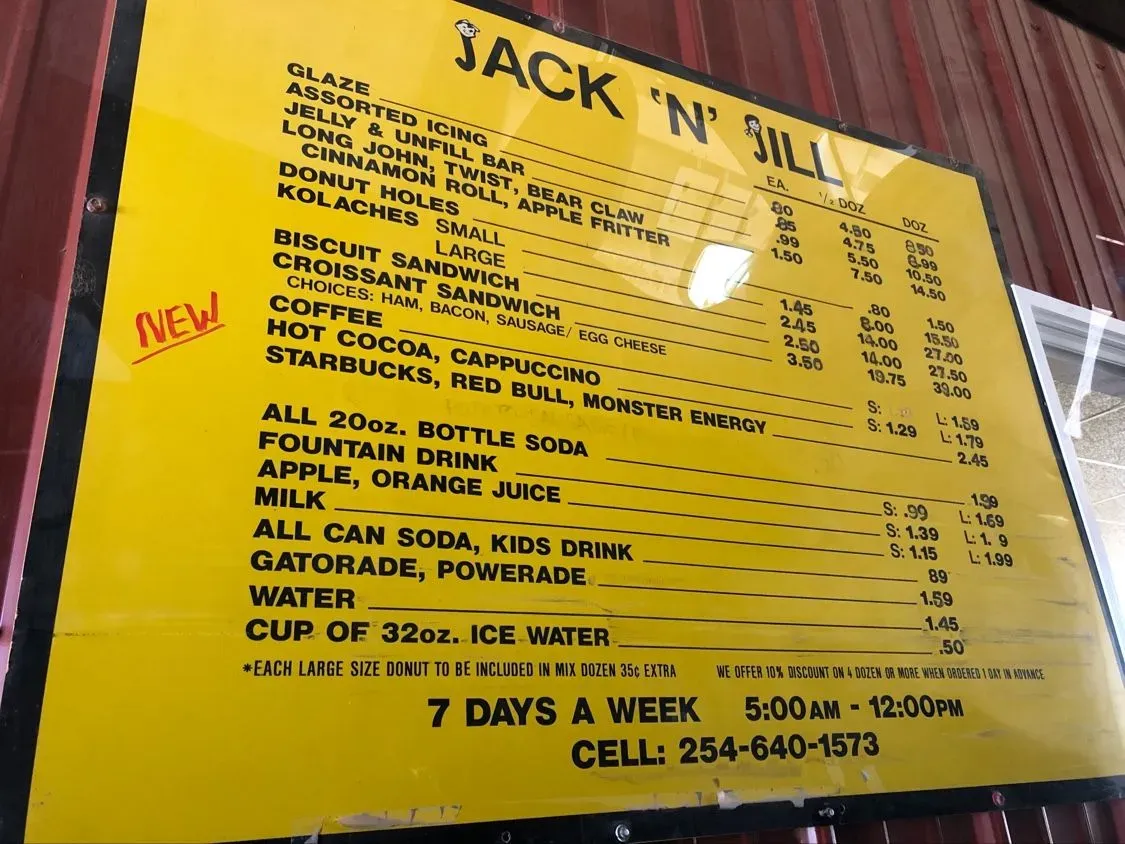 JACK 'N' JILL
EA. 1/2 DOZ DOZ
GLAZE 80 4.50 8.50
ASSORTED ICING 85 4.75 8.99
JELLY & UNFILL BAR .99 5.50 10.50
LONG JOHN, TWIST, BEAR CLAW 1.50 7.50 14.50
CINNAMON ROLL, APPLE FRITTER
DONUT HOLES .80 1.50
KOLACHES SMALL 1.45 8.00 15.50
LARGE 2.45 14.00 27.00
BISCUIT SANDWICH 2.50 14.00 27.50
CROISSANT SANDWICH 3.50 19.75 39.00
CHOICES: HAM, BACON, SAUSAGE/ EGG CHEESE
NEW
COFFEE S: L: 1.59
HOT COCOA, CAPPUCCINO S: 1.29 L: 1.79
STARBUCKS, RED BULL, MONSTER ENERGY 2.45
ALL 20oz. BOTTLE SODA 1.99
FOUNTAIN DRINK S: .99 L: 1.69
APPLE, ORANGE JUICE S: 1.39 L: 1. 9
MILK S: 1.15 L: 1.99
ALL CAN SODA, KIDS DRINK 89
GATORADE, POWERADE 1.59
WATER 1.45
CUP OF 32oz. ICE WATER .50
*EACH LARGE SIZE DONUT TO BE INCLUDED IN MIX DOZEN 35¢ EXTRA WE OFFER 10% DISCOUNT ON 4 DOZEN OR MORE WHEN ORDERED 1 DAY IN ADVANCE
7 DAYS A WEEK 5:00AM - 12:00PM
CELL: 254-640-1573